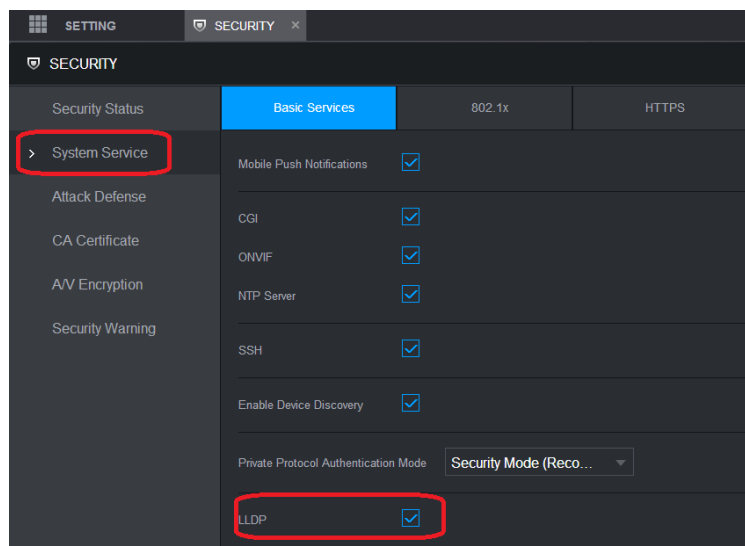 SETTING
SECURITY ×
SECURITY
Security Status
System Service
Attack Defense
CA Certificate
A/V Encryption
Security Warning
Basic Services
802.1x
HTTPS
Mobile Push Notifications
CGI
ONVIF
NTP Server
SSH
Enable Device Discovery
Private Protocol Authentication Mode Security Mode (Reco...
LLDP